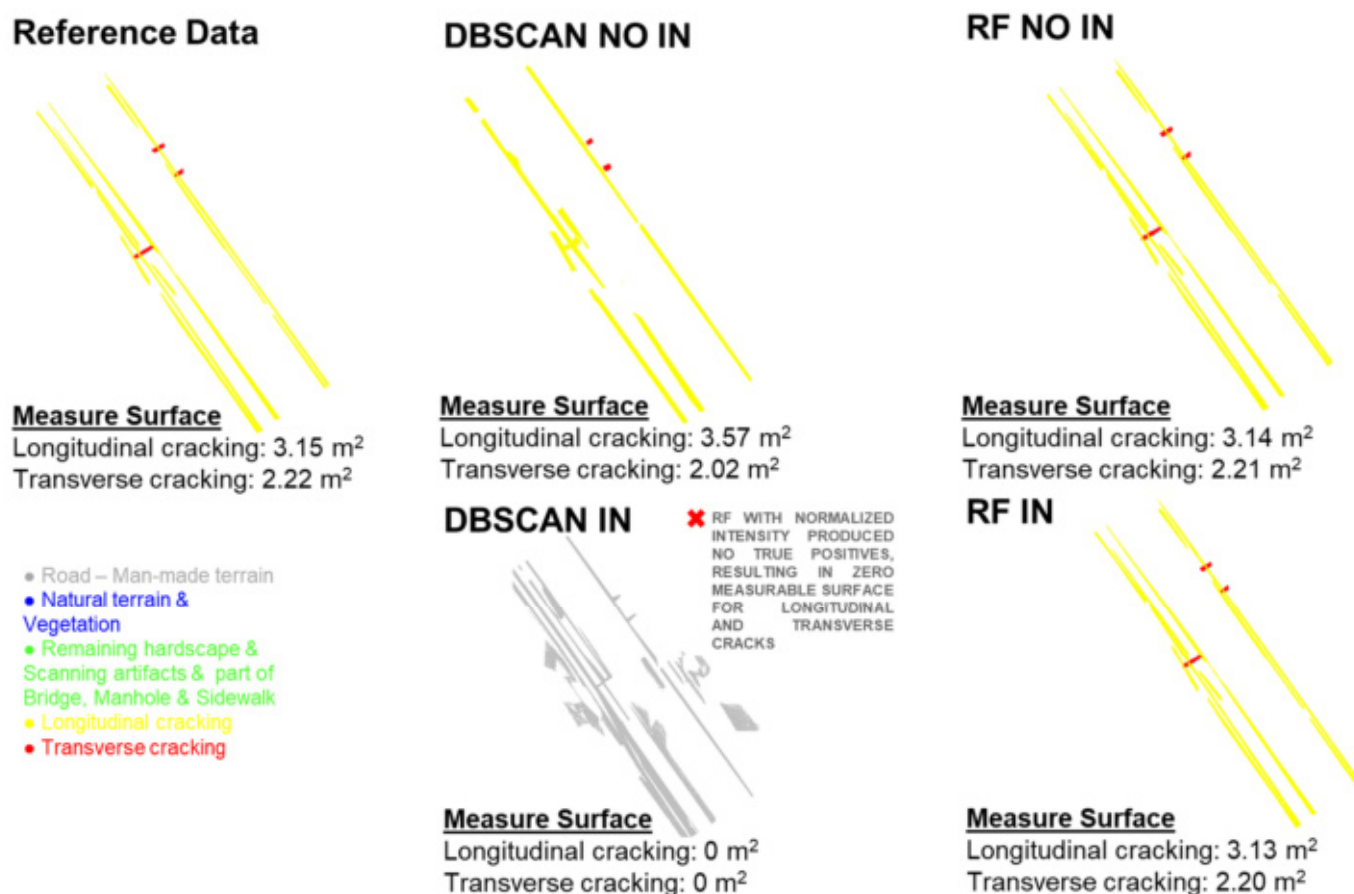 Reference Data
Measure Surface
Longitudinal cracking: 3.15 m²
Transverse cracking: 2.22 m²
DBSCAN NO IN
Measure Surface
Longitudinal cracking: 3.57 m²
Transverse cracking: 2.02 m²
RF NO IN
Measure Surface
Longitudinal cracking: 3.14 m²
Transverse cracking: 2.21 m²
● Road – Man-made terrain
● Natural terrain &
Vegetation
● Remaining hardscape &
Scanning artifacts & part of
Bridge, Manhole & Sidewalk
● Longitudinal cracking
● Transverse cracking
DBSCAN IN
✖ RF WITH NORMALIZED
INTENSITY PRODUCED
NO TRUE POSITIVES,
RESULTING IN ZERO
MEASURABLE SURFACE
FOR LONGITUDINAL
AND TRANSVERSE
CRACKS
Measure Surface
Longitudinal cracking: 0 m²
Transverse cracking: 0 m²
RF IN
Measure Surface
Longitudinal cracking: 3.13 m²
Transverse cracking: 2.20 m²